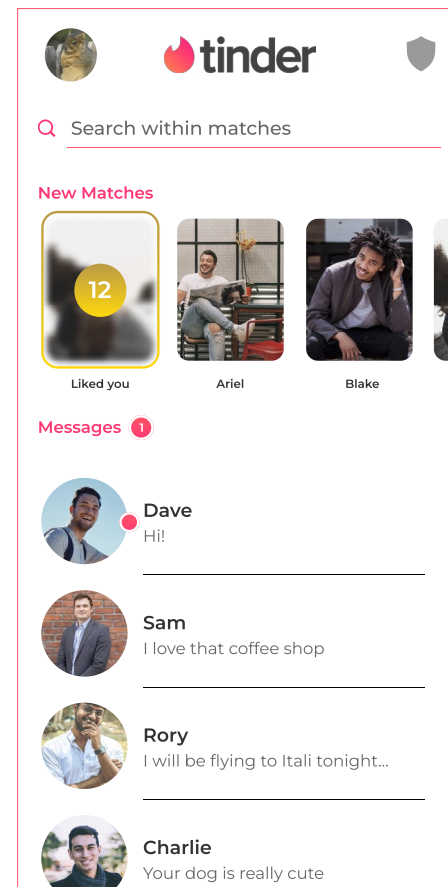 tinder
Search within matches
New Matches
12
Liked you
Ariel
Blake
Messages 1
Dave
Hi!
Sam
I love that coffee shop
Rory
I will be flying to Itali tonight...
Charlie
Your dog is really cute